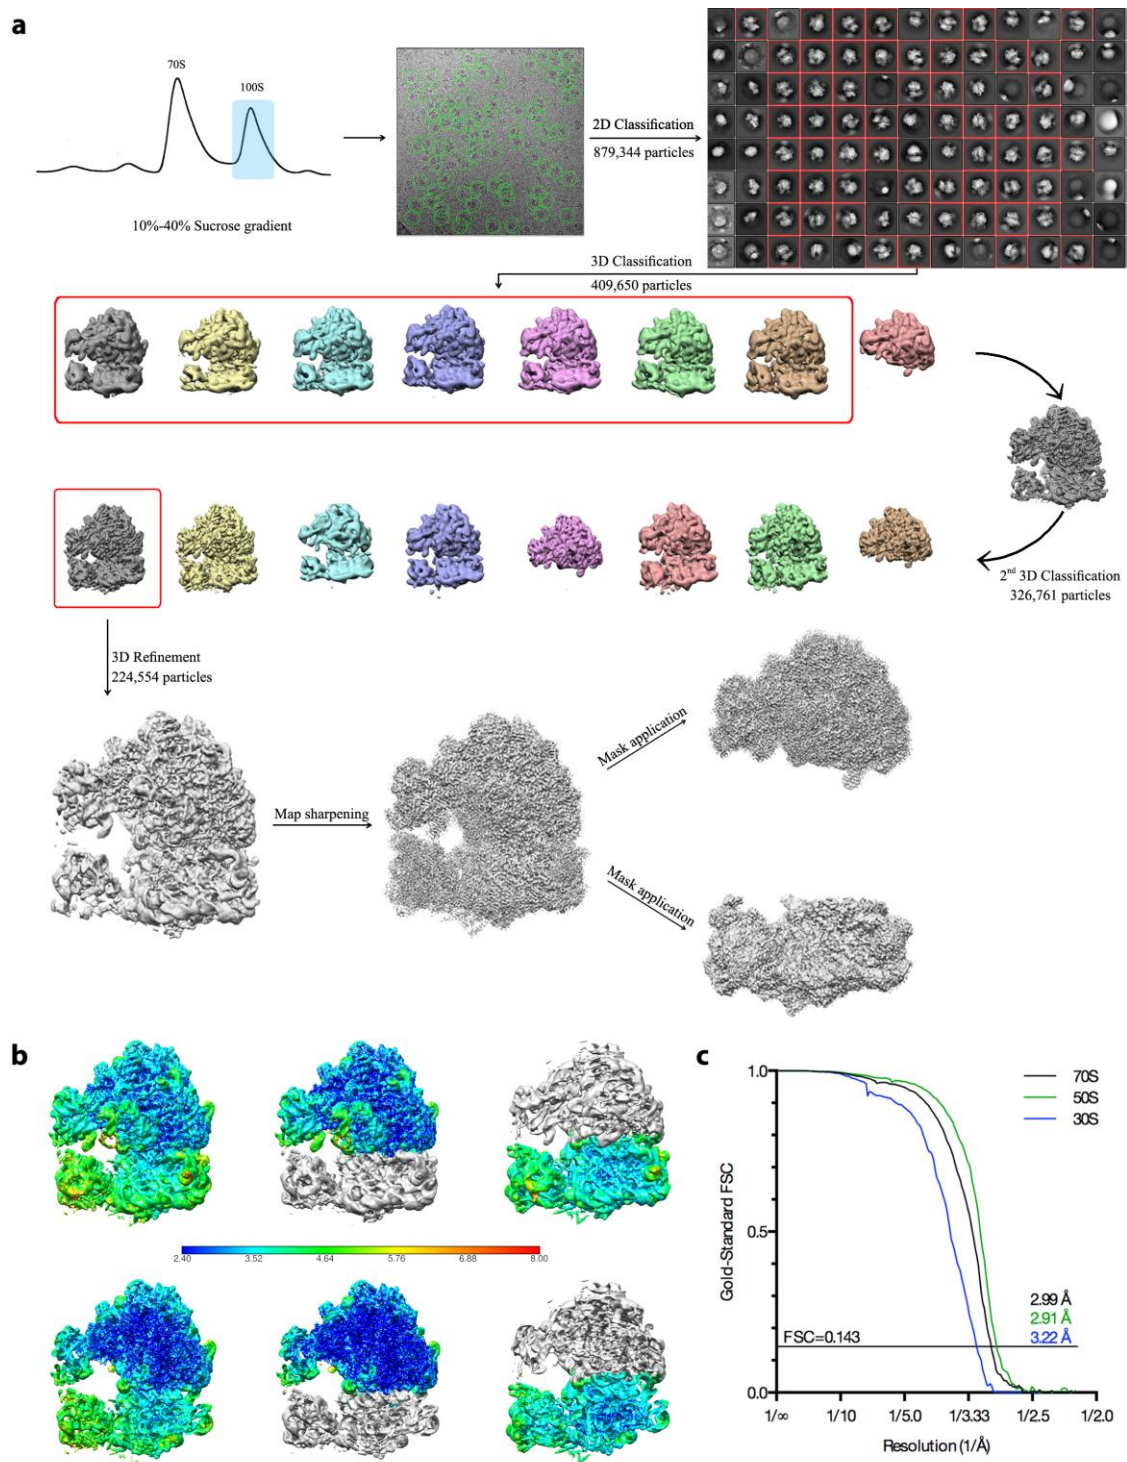 a
70S
100S
10%-40% Sucrose gradient
2D Classification
879,344 particles
3D Classification
409,650 particles
2nd 3D Classification
326,761 particles
3D Refinement
224,554 particles
Map sharpening
Mask application
Mask application
b
2.40 3.52 4.64 5.76 6.88 8.00
c
1.0
0.5
0.0
Gold-Standard FSC
70S
50S
30S
2.99 Å
2.91 Å
3.22 Å
FSC=0.143
1/∞ 1/10 1/5.0 1/3.33 1/2.5 1/2.0
Resolution (1/Å)